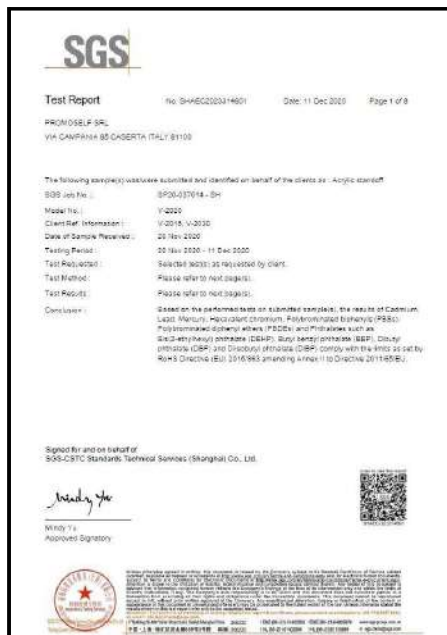 SGS
Test Report No. SHAEC2023314601 Date: 11 Dec 2020 Page 1 of 8
PROMOSELF SRL
VIA CAMPANIA 85 CASERTA ITALY 81100
The following sample(s) was/were submitted and identified on behalf of the clients as : Acrylic standoff
SGS Job No. : SP20-037614 - SH
Model No. : Y-2020
Client Ref. Information : Y-2015, Y-2030
Date of Sample Received : 20 Nov 2020
Testing Period : 20 Nov 2020 - 11 Dec 2020
Test Requested : Selected test(s) as requested by client.
Test Method : Please refer to next page(s).
Test Results : Please refer to next page(s).
Conclusion : Based on the performed tests on submitted sample(s), the results of Cadmium,
Lead, Mercury, Hexavalent chromium, Polybrominated biphenyls (PBBs),
Polybrominated diphenyl ethers (PBDEs) and Phthalates such as
Bis(2-ethylhexyl) phthalate (DEHP), Butyl benzyl phthalate (BBP), Dibutyl
phthalate (DBP) and Diisobutyl phthalate (DIBP) comply with the limits as set by
RoHS Directive (EU) 2015/863 amending Annex II to Directive 2011/65/EU.
Signed for and on behalf of
SGS-CSTC Standards Technical Services (Shanghai) Co., Ltd.
Mindy Yu
Approved Signatory